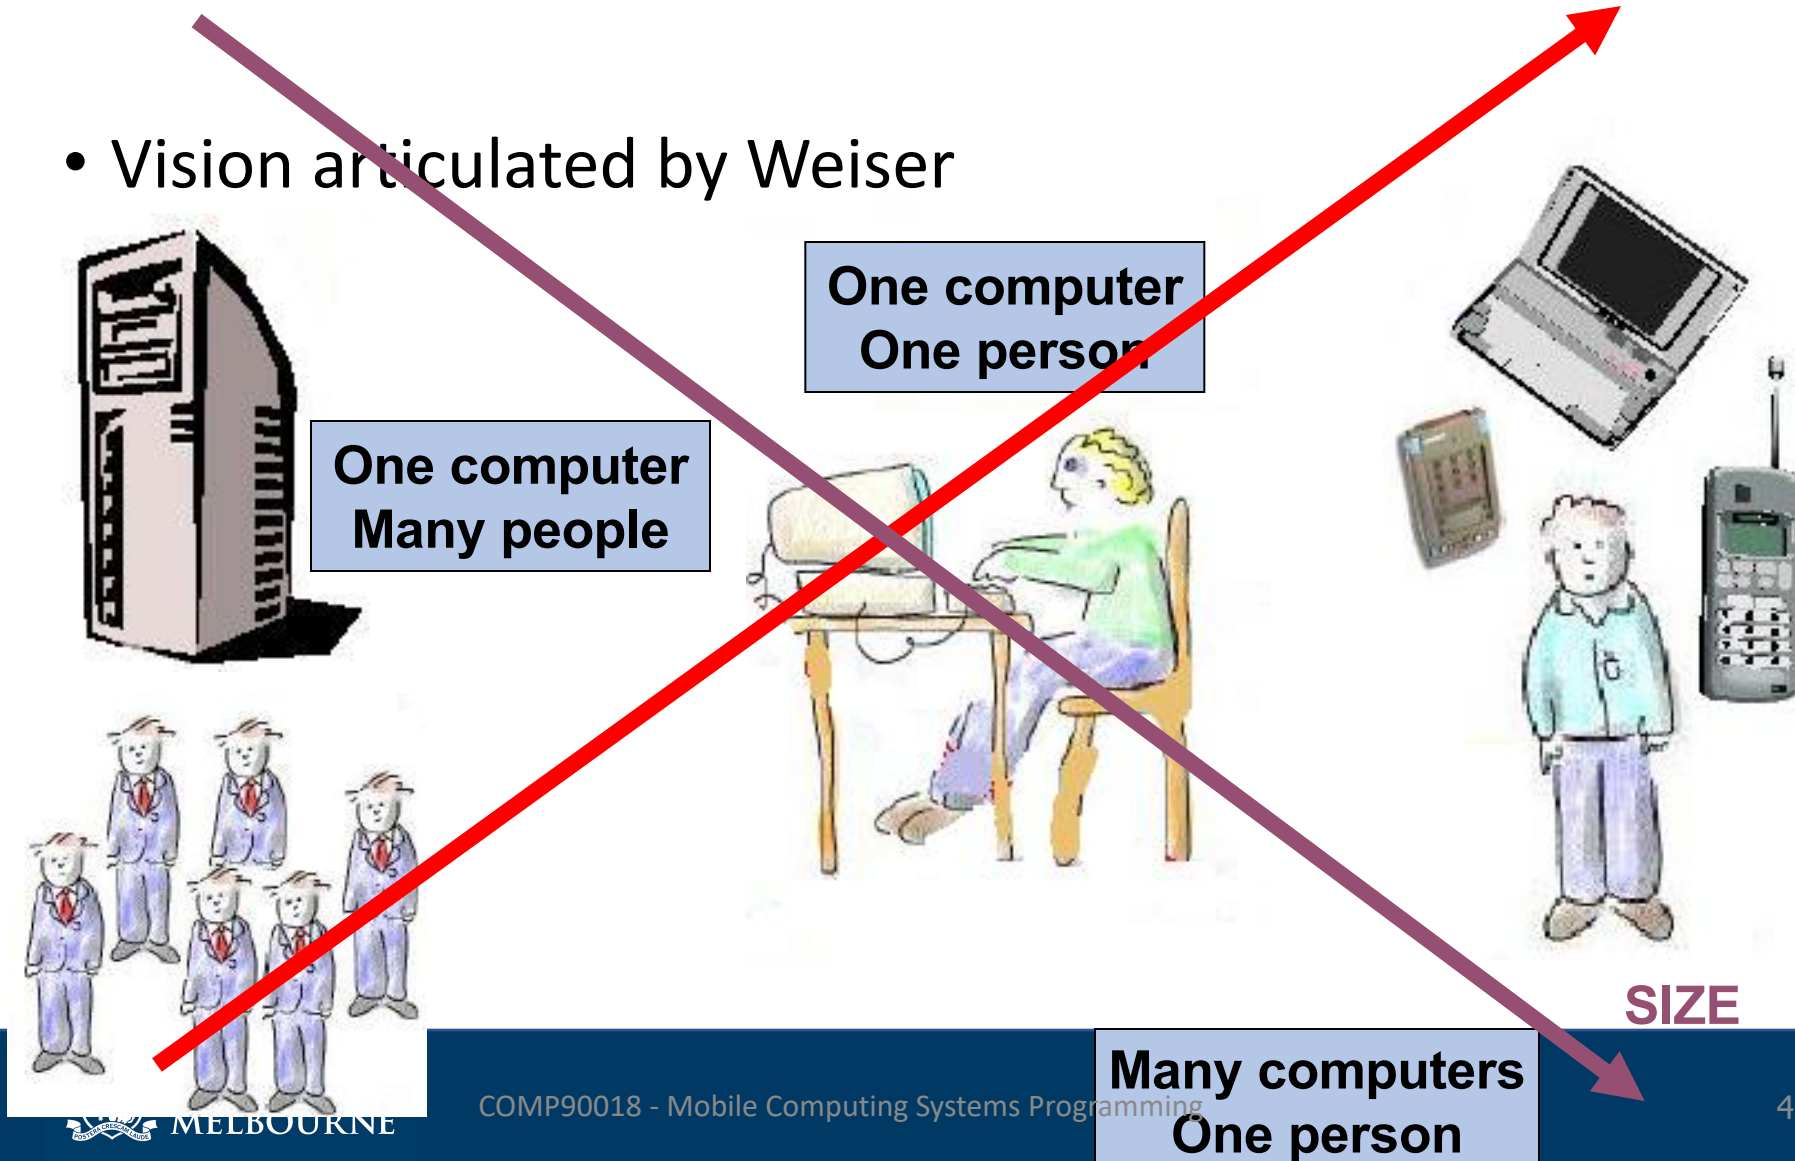 • Vision articulated by Weiser
One computer
One person
One computer
Many people
SIZE
Many computers
One person
COMP90018 - Mobile Computing Systems Programming
4
MELBOURNE